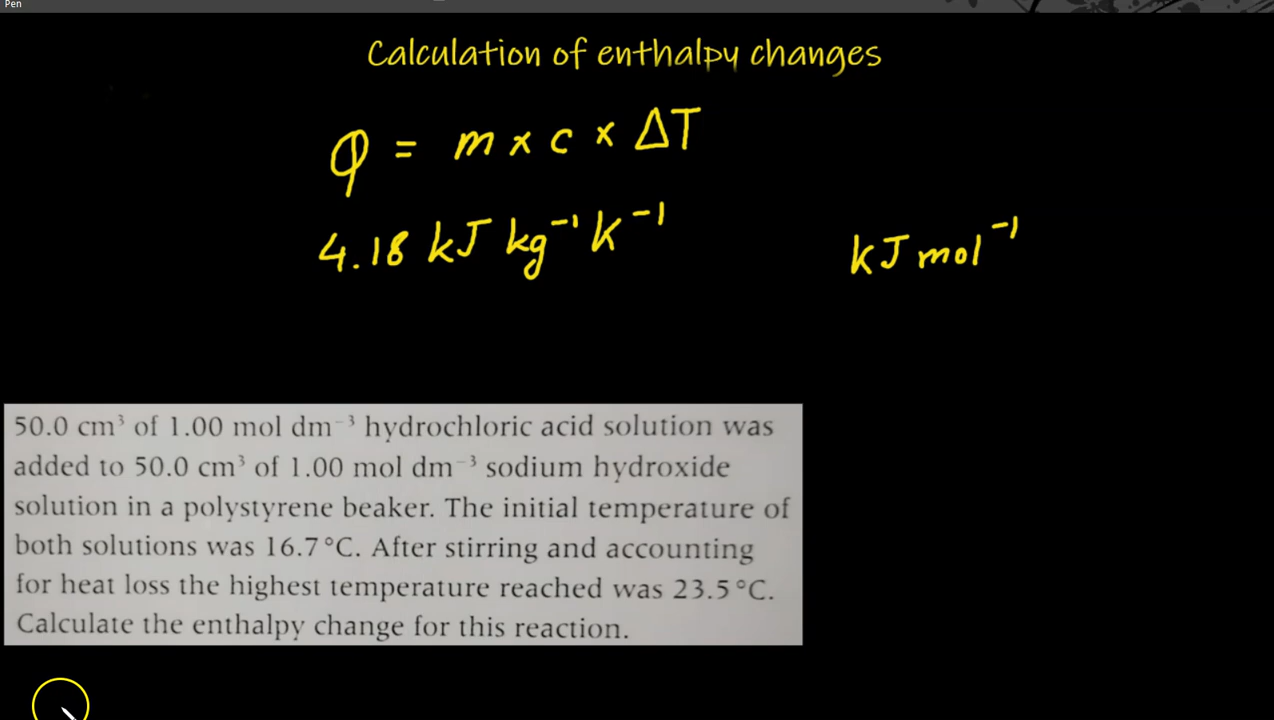 Pen
Calculation of enthalpy changes
Q = m × c × ΔT
4.18 kJ kg⁻¹ K⁻¹ kJ mol⁻¹
50.0 cm³ of 1.00 mol dm⁻³ hydrochloric acid solution was
added to 50.0 cm³ of 1.00 mol dm⁻³ sodium hydroxide
solution in a polystyrene beaker. The initial temperature of
both solutions was 16.7 °C. After stirring and accounting
for heat loss the highest temperature reached was 23.5 °C.
Calculate the enthalpy change for this reaction.